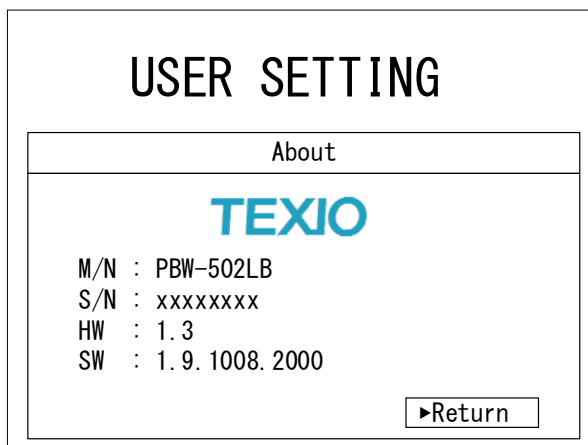 USER SETTING
About
TEXIO
M/N : PBW-502LB
S/N : xxxxxxxx
HW : 1.3
SW : 1.9.1008.2000
▶Return